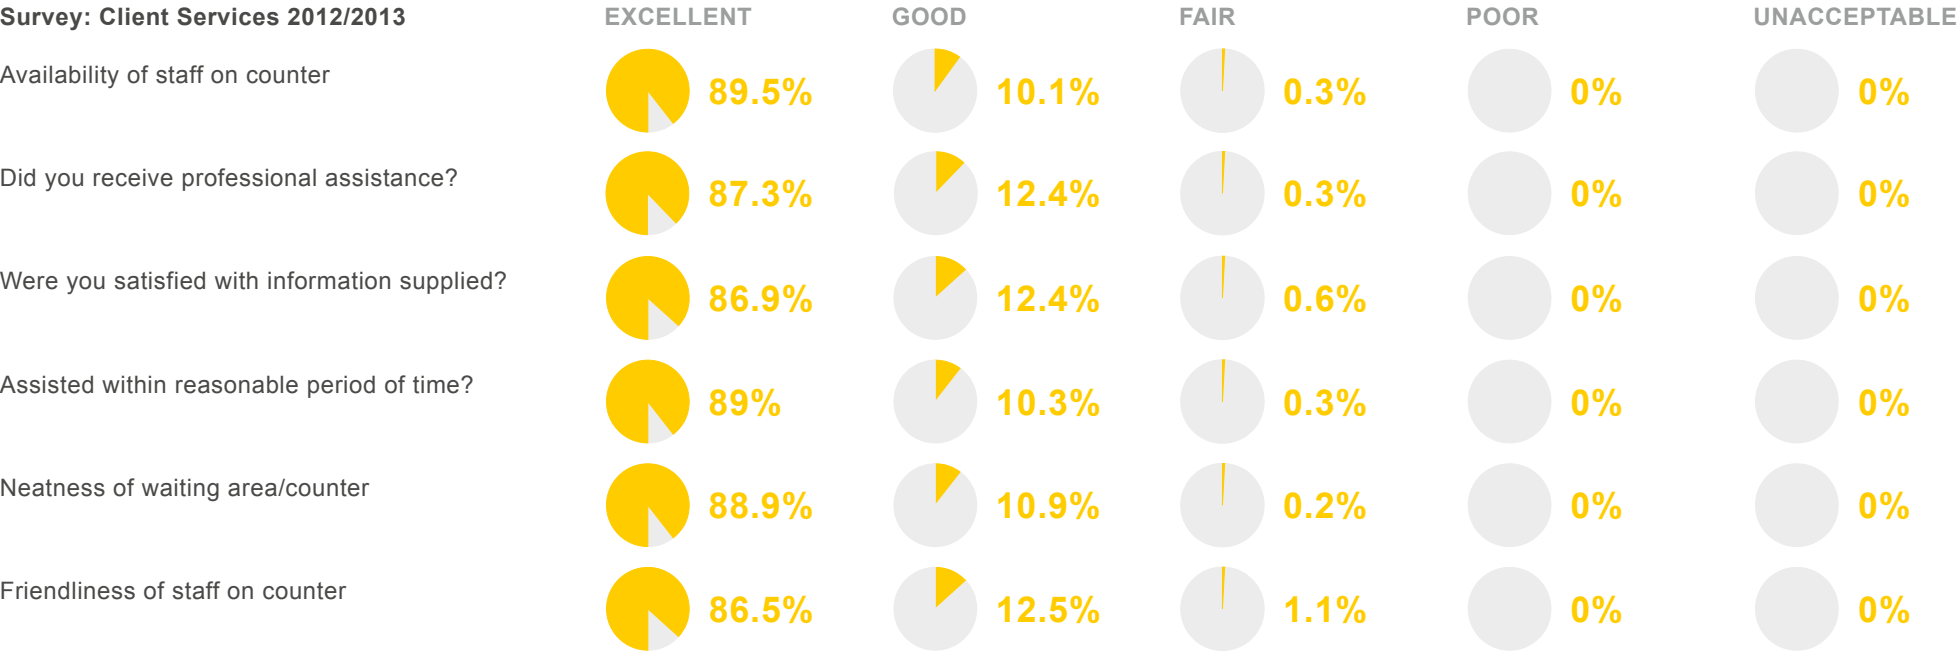 Survey: Client Services 2012/2013 EXCELLENT GOOD FAIR POOR UNACCEPTABLE
Availability of staff on counter 89.5% 10.1% 0.3% 0% 0%
Did you receive professional assistance? 87.3% 12.4% 0.3% 0% 0%
Were you satisfied with information supplied? 86.9% 12.4% 0.6% 0% 0%
Assisted within reasonable period of time? 89% 10.3% 0.3% 0% 0%
Neatness of waiting area/counter 88.9% 10.9% 0.2% 0% 0%
Friendliness of staff on counter 86.5% 12.5% 1.1% 0% 0%